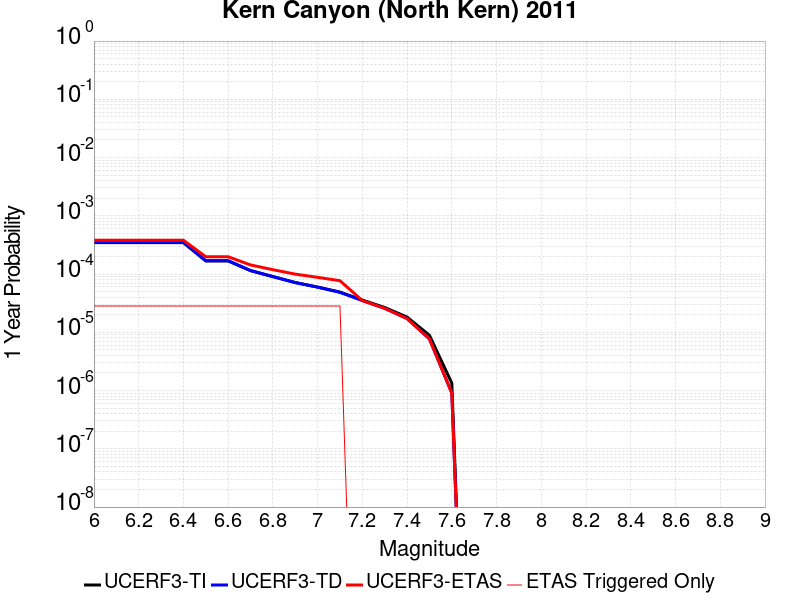 Kern Canyon (North Kern) 2011
1 Year Probability
10^0
10^-1
10^-2
10^-3
10^-4
10^-5
10^-6
10^-7
10^-8
6 6.2 6.4 6.6 6.8 7 7.2 7.4 7.6 7.8 8 8.2 8.4 8.6 8.8 9
Magnitude
UCERF3-TI UCERF3-TD UCERF3-ETAS ETAS Triggered Only